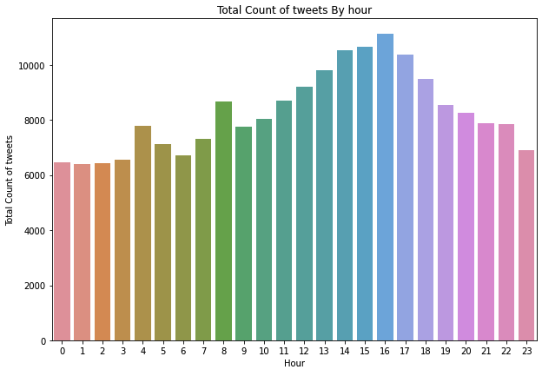 Total Count of tweets By hour
Total Count of tweets
10000
8000
6000
4000
2000
0
0 1 2 3 4 5 6 7 8 9 10 11 12 13 14 15 16 17 18 19 20 21 22 23
Hour